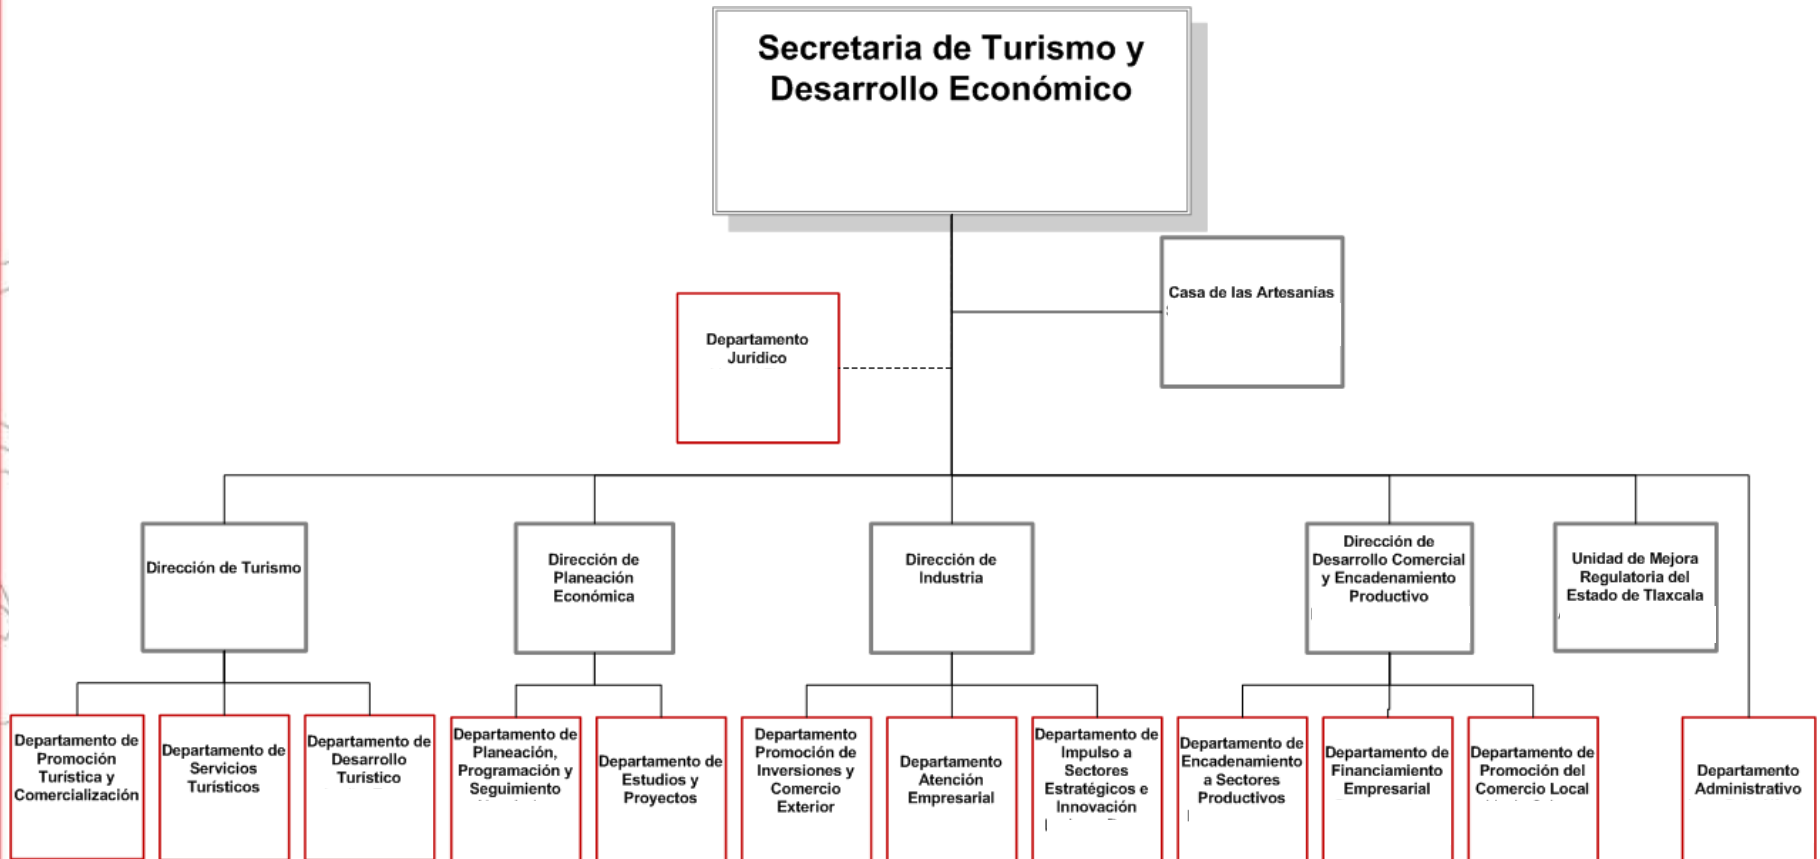 Secretaria de Turismo y
Desarrollo Económico
Casa de las Artesanías
Departamento
Jurídico
Dirección de Turismo
Dirección de
Planeación
Económica
Dirección de
Industria
Dirección de
Desarrollo Comercial
y Encadenamiento
Productivo
Unidad de Mejora
Regulatoria del
Estado de Tlaxcala
Departamento de
Promoción
Turística y
Comercialización
Departamento de
Servicios
Turísticos
Departamento de
Desarrollo
Turístico
Departamento de
Planeación,
Programación y
Seguimiento
Departamento de
Estudios y
Proyectos
Departamento
Promoción de
Inversiones y
Comercio
Exterior
Departamento
Atención
Empresarial
Departamento de
Impulso a
Sectores
Estratégicos e
Innovación
Departamento de
Encadenamiento
a Sectores
Productivos
Departamento de
Financiamiento
Empresarial
Departamento de
Promoción del
Comercio Local
Departamento
Administrativo